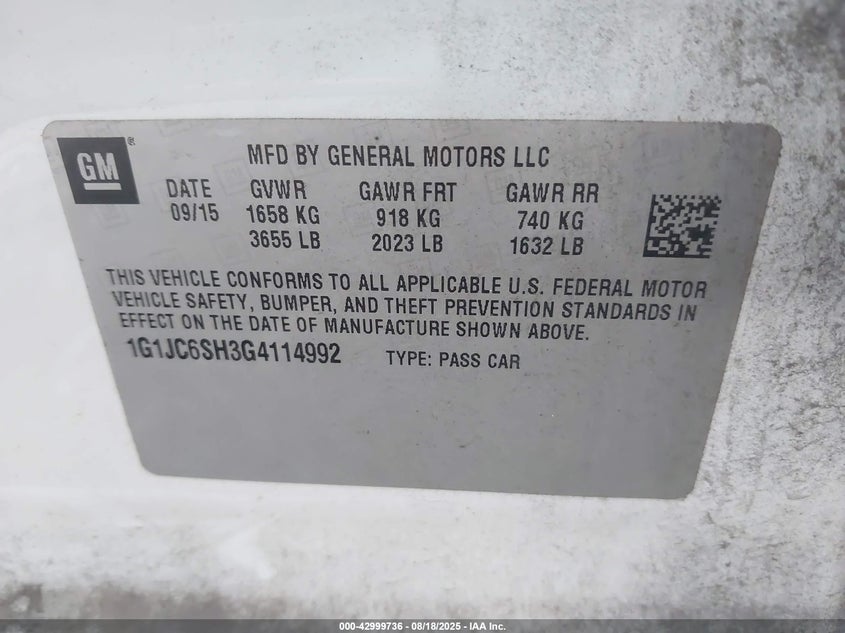 GM ®
MFD BY GENERAL MOTORS LLC
DATE GVWR GAWR FRT GAWR RR
09/15 1658 KG 918 KG 740 KG
3655 LB 2023 LB 1632 LB
THIS VEHICLE CONFORMS TO ALL APPLICABLE U.S. FEDERAL MOTOR
VEHICLE SAFETY, BUMPER, AND THEFT PREVENTION STANDARDS IN
EFFECT ON THE DATE OF MANUFACTURE SHOWN ABOVE.
1G1JC6SH3G4114992 TYPE: PASS CAR
000-42999736 - 08/18/2025 - IAA Inc.